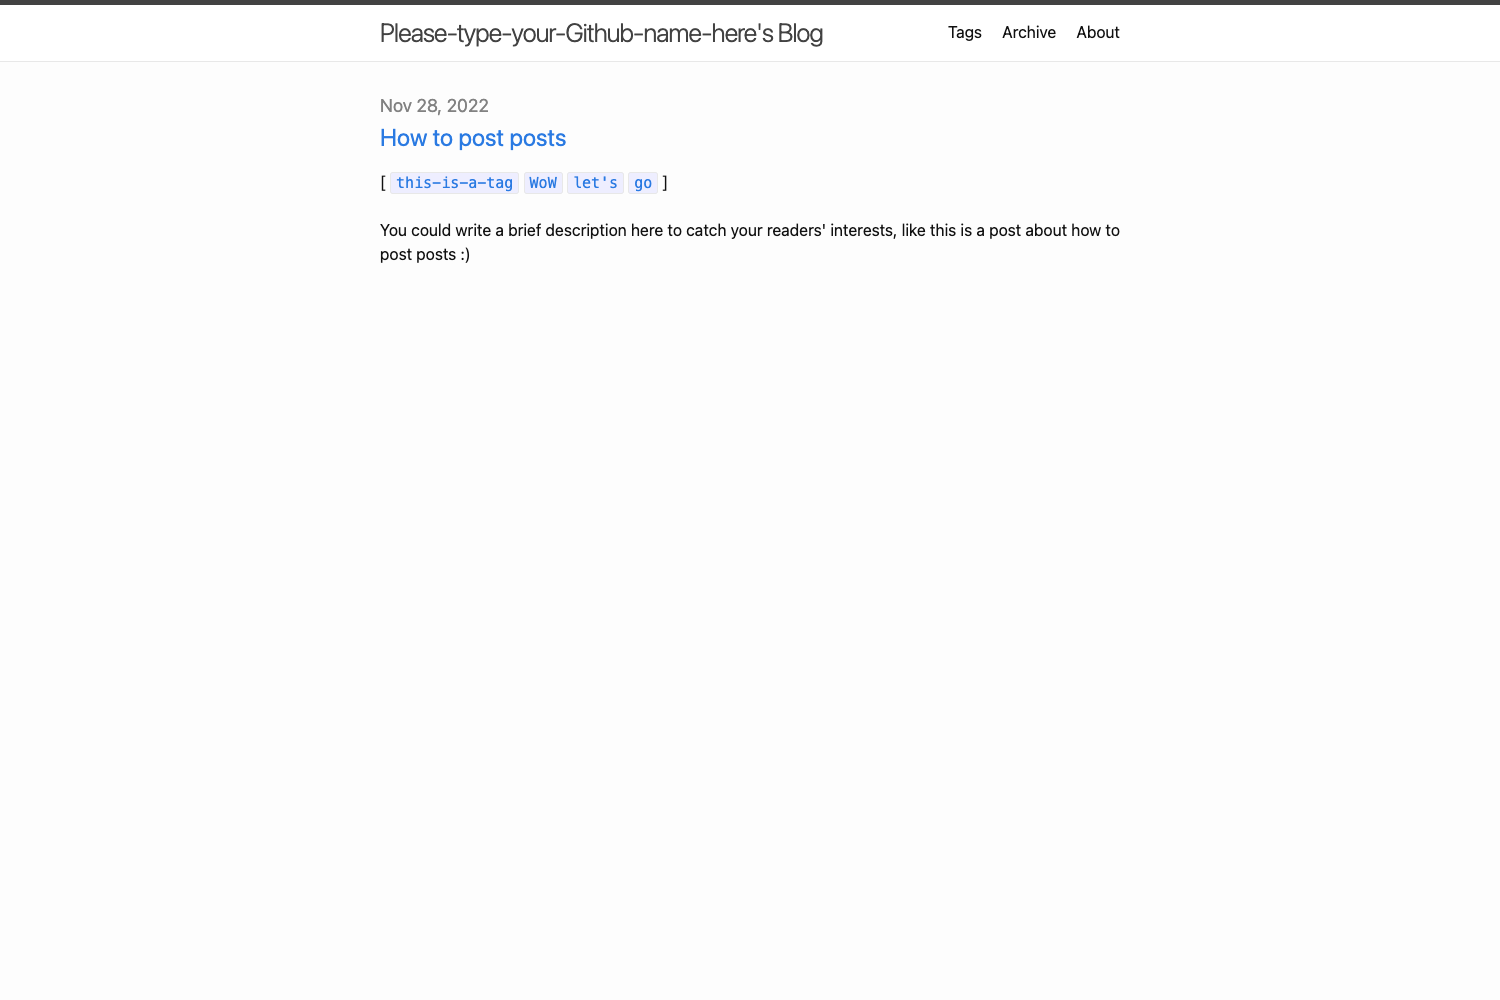 Please-type-your-Github-name-here's Blog
Tags Archive About
Nov 28, 2022
How to post posts
[ this-is-a-tag WoW let's go ]
You could write a brief description here to catch your readers' interests, like this is a post about how to
post posts :)